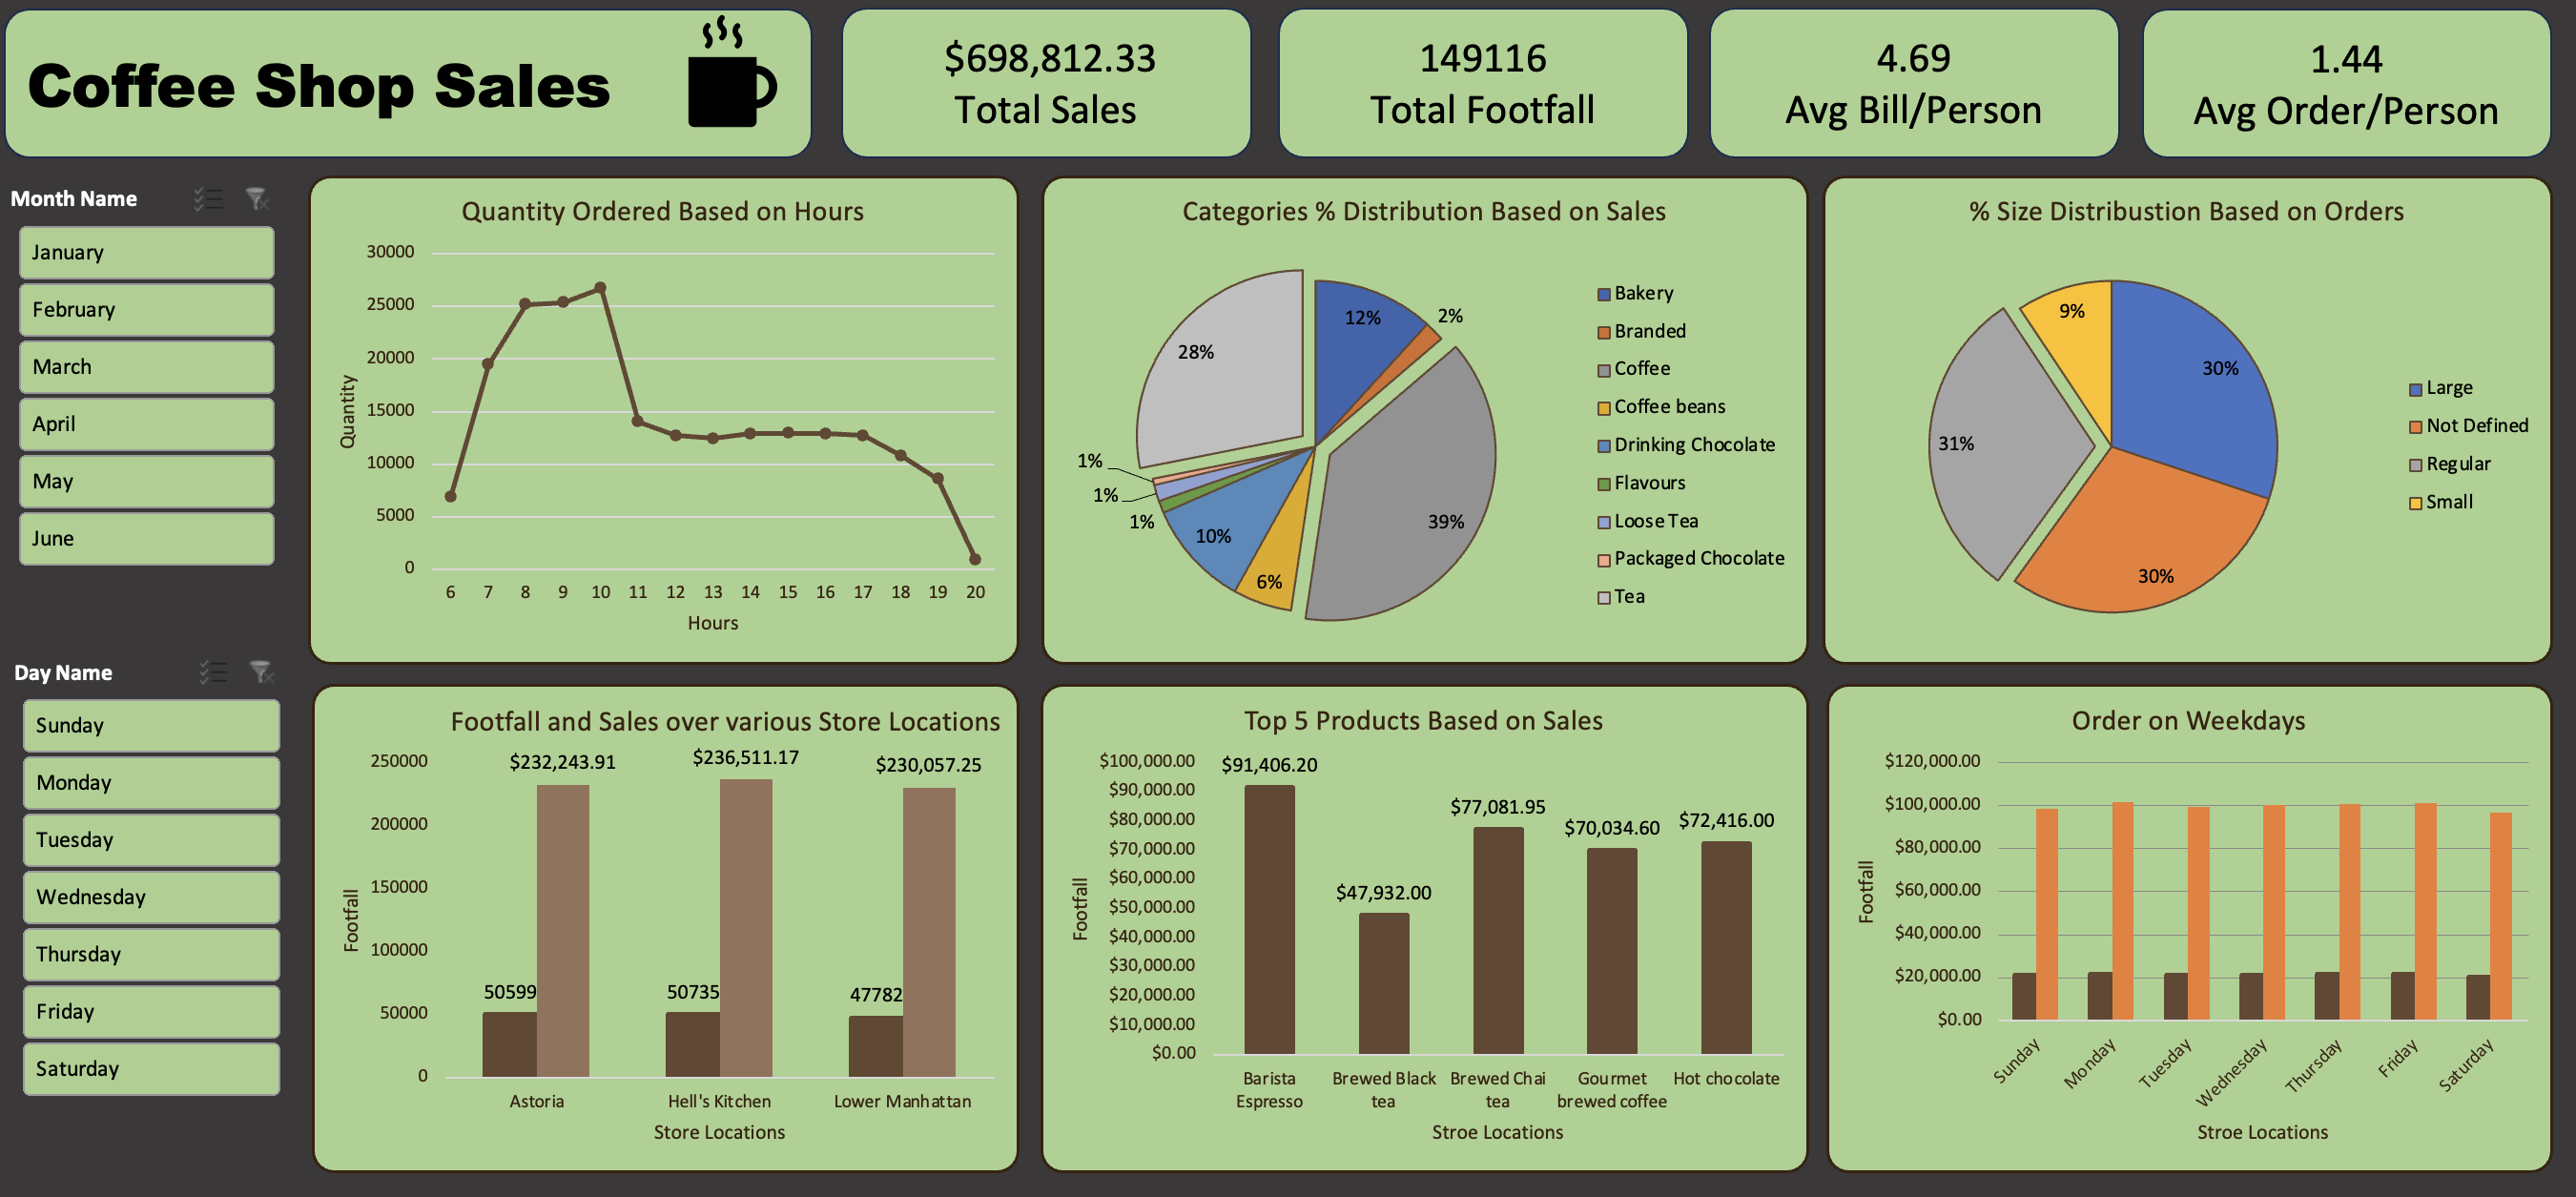 Coffee Shop Sales
$698,812.33
Total Sales
149116
Total Footfall
4.69
Avg Bill/Person
1.44
Avg Order/Person
Month Name
January
February
March
April
May
June
Day Name
Sunday
Monday
Tuesday
Wednesday
Thursday
Friday
Saturday
Quantity Ordered Based on Hours
Quantity
30000
25000
20000
15000
10000
5000
0
6 7 8 9 10 11 12 13 14 15 16 17 18 19 20
Hours
Categories % Distribution Based on Sales
12%
2%
39%
6%
10%
1%
1%
1%
28%
Bakery
Branded
Coffee
Coffee beans
Drinking Chocolate
Flavours
Loose Tea
Packaged Chocolate
Tea
% Size Distribustion Based on Orders
30%
30%
31%
9%
Large
Not Defined
Regular
Small
Footfall and Sales over various Store Locations
Footfall
250000
200000
150000
100000
50000
0
$232,243.91
$236,511.17
$230,057.25
50599
50735
47782
Astoria
Hell's Kitchen
Lower Manhattan
Store Locations
Top 5 Products Based on Sales
Footfall
$100,000.00
$90,000.00
$80,000.00
$70,000.00
$60,000.00
$50,000.00
$40,000.00
$30,000.00
$20,000.00
$10,000.00
$0.00
$91,406.20
$47,932.00
$77,081.95
$70,034.60
$72,416.00
Barista
Espresso
Brewed Black
tea
Brewed Chai
tea
Gourmet
brewed coffee
Hot chocolate
Stroe Locations
Order on Weekdays
Footfall
$120,000.00
$100,000.00
$80,000.00
$60,000.00
$40,000.00
$20,000.00
$0.00
Sunday
Monday
Tuesday
Wednesday
Thursday
Friday
Saturday
Stroe Locations